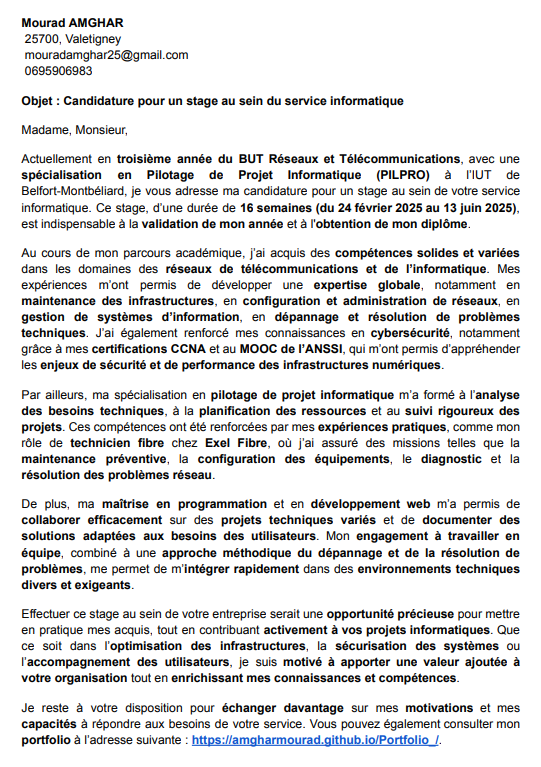 Mourad AMGHAR
25700, Valetigney
mouradamghar25@gmail.com
0695906983
Objet : Candidature pour un stage au sein du service informatique
Madame, Monsieur,
Actuellement en troisième année du BUT Réseaux et Télécommunications, avec une
spécialisation en Pilotage de Projet Informatique (PILPRO) à l’IUT de
Belfort-Montbéliard, je vous adresse ma candidature pour un stage au sein de votre service
informatique. Ce stage, d’une durée de 16 semaines (du 24 février 2025 au 13 juin 2025),
est indispensable à la validation de mon année et à l’obtention de mon diplôme.
Au cours de mon parcours académique, j’ai acquis des compétences solides et variées
dans les domaines des réseaux de télécommunications et de l’informatique. Mes
expériences m’ont permis de développer une expertise globale, notamment en
maintenance des infrastructures, en configuration et administration de réseaux, en
gestion de systèmes d’information, en dépannage et résolution de problèmes
techniques. J’ai également renforcé mes connaissances en cybersécurité, notamment
grâce à mes certifications CCNA et au MOOC de l’ANSSI, qui m’ont permis d’appréhender
les enjeux de sécurité et de performance des infrastructures numériques.
Par ailleurs, ma spécialisation en pilotage de projet informatique m’a formé à l’analyse
des besoins techniques, à la planification des ressources et au suivi rigoureux des
projets. Ces compétences ont été renforcées par mes expériences pratiques, comme mon
rôle de technicien fibre chez Exel Fibre, où j’ai assuré des missions telles que la
maintenance préventive, la configuration des équipements, le diagnostic et la
résolution des problèmes réseau.
De plus, ma maîtrise en programmation et en développement web m’a permis de
collaborer efficacement sur des projets techniques variés et de documenter des
solutions adaptées aux besoins des utilisateurs. Mon engagement à travailler en
équipe, combiné à une approche méthodique du dépannage et de la résolution de
problèmes, me permet de m’intégrer rapidement dans des environnements techniques
divers et exigeants.
Effectuer ce stage au sein de votre entreprise serait une opportunité précieuse pour mettre
en pratique mes acquis, tout en contribuant activement à vos projets informatiques. Que
ce soit dans l’optimisation des infrastructures, la sécurisation des systèmes ou
l’accompagnement des utilisateurs, je suis motivé à apporter une valeur ajoutée à
votre organisation tout en enrichissant mes connaissances et compétences.
Je reste à votre disposition pour échanger davantage sur mes motivations et mes
capacités à répondre aux besoins de votre service. Vous pouvez également consulter mon
portfolio à l’adresse suivante : https://amgharmourad.github.io/Portfolio_/.